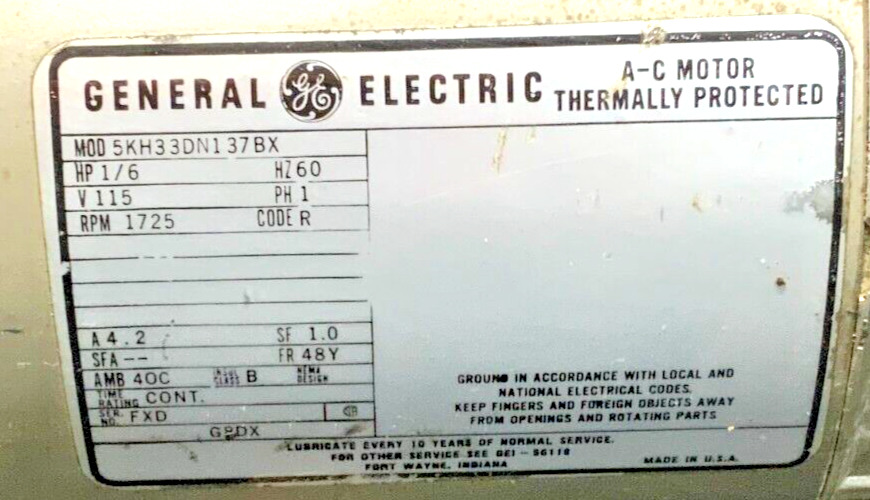 GENERAL GE ELECTRIC
A-C MOTOR
THERMALLY PROTECTED
MOD 5KH33DN137BX
HP 1/6 HZ 60
V 115 PH 1
RPM 1725 CODE R
A 4.2 SF 1.0
SFA -- FR 48Y
AMB 40C INSUL CLASS B NEMA DESIGN
TIME RATING CONT.
SER. NO. FXD
GPDX
GROUND IN ACCORDANCE WITH LOCAL AND
NATIONAL ELECTRICAL CODES.
KEEP FINGERS AND FOREIGN OBJECTS AWAY
FROM OPENINGS AND ROTATING PARTS
LUBRICATE EVERY 10 YEARS OF NORMAL SERVICE.
FOR OTHER SERVICE SEE GEI - 56118
FORT WAYNE, INDIANA
MADE IN U.S.A.